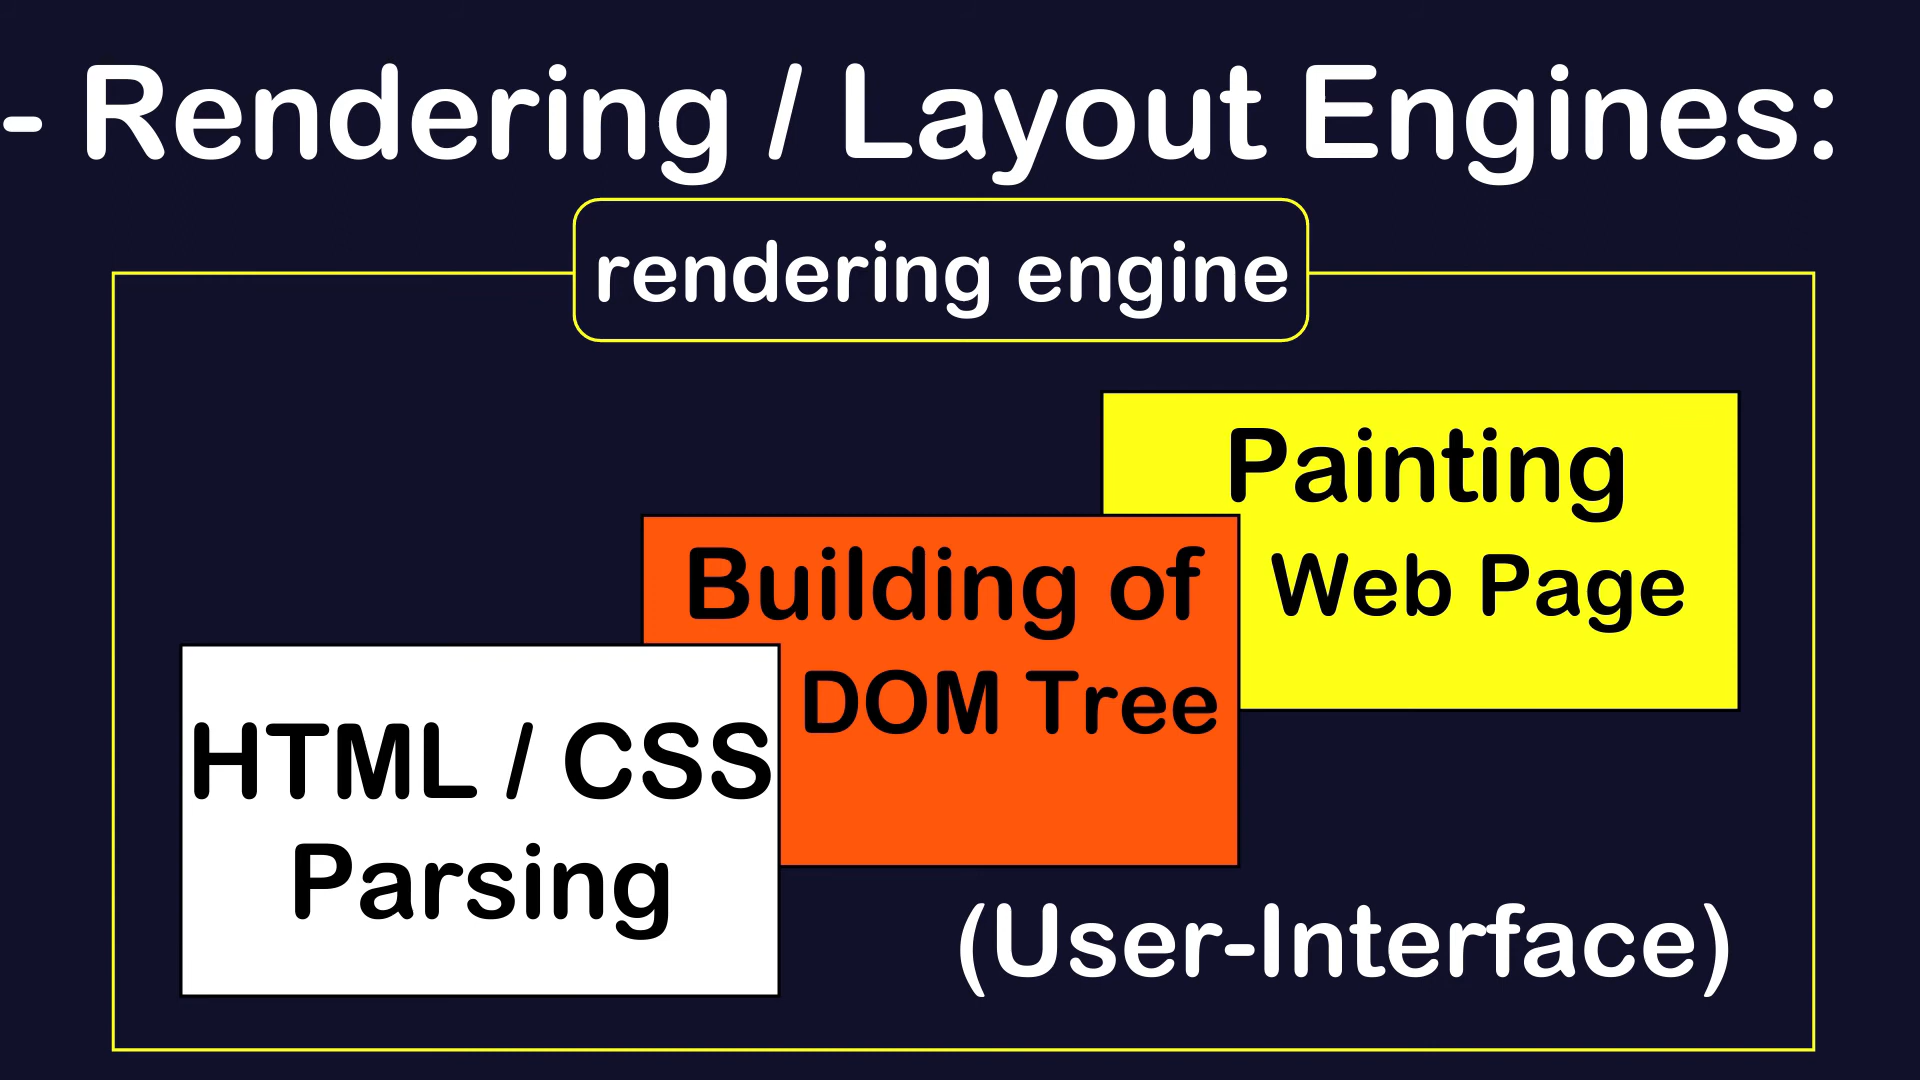 - Rendering / Layout Engines:
rendering engine
Painting
Web Page
Building of
DOM Tree
HTML / CSS
Parsing
(User-Interface)